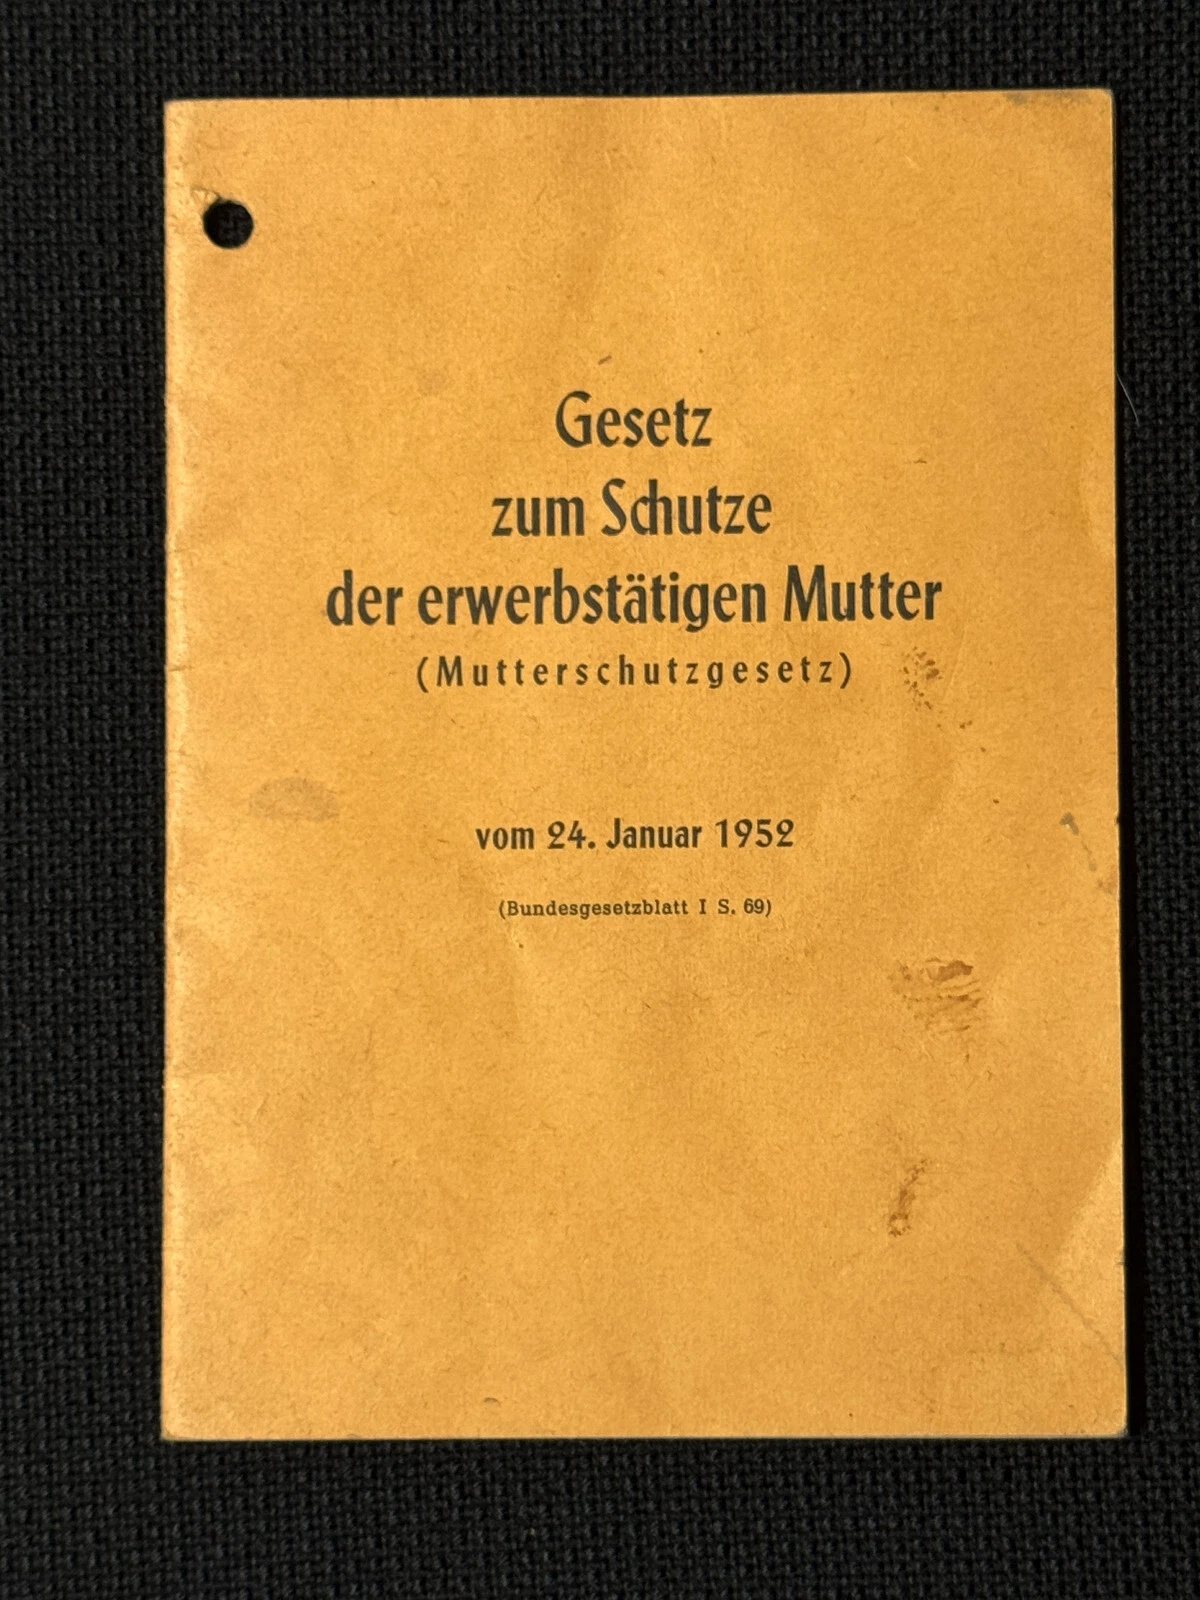 Gesetz
zum Schutze
der erwerbstätigen Mutter
(Mutterschutzgesetz)
vom 24. Januar 1952
(Bundesgesetzblatt I S. 69)